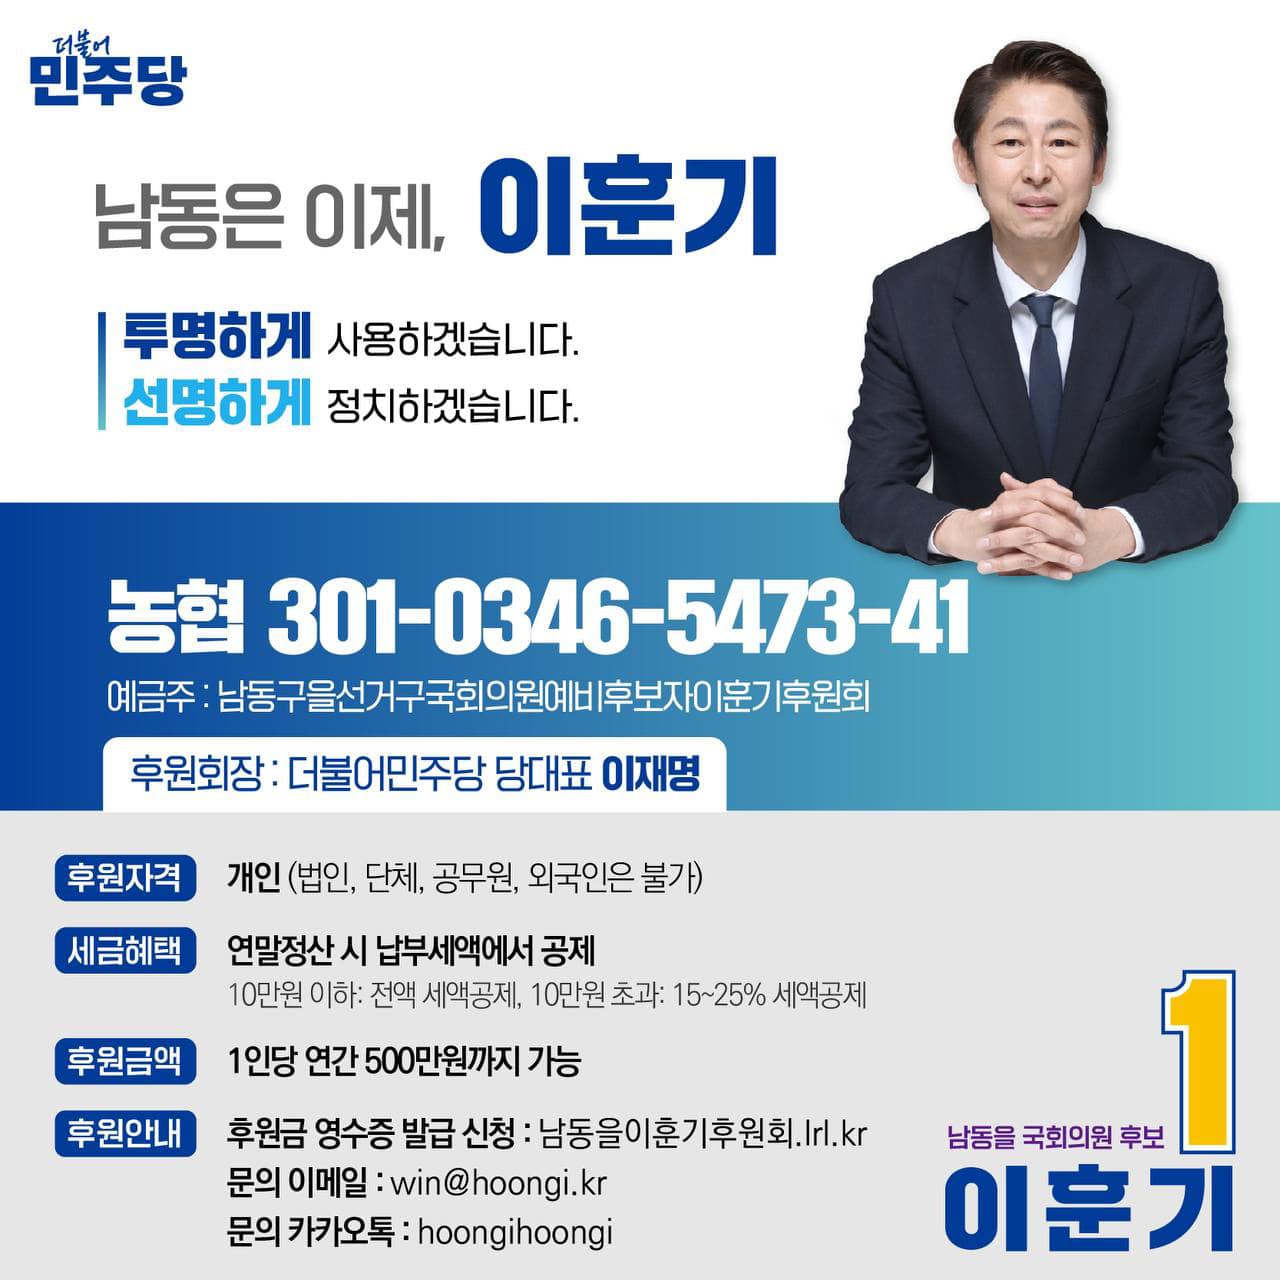 더불어
민주당
남동은 이제, 이훈기
투명하게 사용하겠습니다.
선명하게 정치하겠습니다.
농협 301-0346-5473-41
예금주 : 남동구을선거구국회의원예비후보자이훈기후원회
후원회장 : 더불어민주당 당대표 이재명
후원자격 개인 (법인, 단체, 공무원, 외국인은 불가)
세금혜택 연말정산 시 납부세액에서 공제
10만원 이하: 전액 세액공제, 10만원 초과: 15~25% 세액공제
후원금액 1인당 연간 500만원까지 가능
후원안내 후원금 영수증 발급 신청 : 남동을이훈기후원회.lrl.kr
문의 이메일 : win@hoongi.kr
문의 카카오톡 : hoongihoongi
1
남동을 국회의원 후보
이훈기